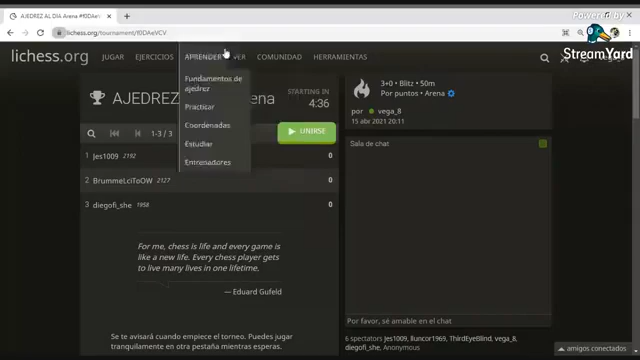 AJEDREZ AL DÍA Arena #f0DAeVCV
lichess.org/tournament/f0DAeVCV
Powered by
StreamYard
lichess.org
JUGAR
EJERCICIOS
APRENDER
VER
COMUNIDAD
HERRAMIENTAS
Fundamentos de
ajedrez
Practicar
Coordenadas
Estudiar
Entrenadores
AJEDREZ
ena
STARTING IN
4:36
1-3 / 3
UNIRSE
1 Jes1009 2192 0
2 BrummeLciToOW 2127 0
3 diegofi_she 1958 0
For me, chess is life and every game is
like a new life. Every chess player gets
to live many lives in one lifetime.
— Eduard Gufeld
Se te avisará cuando empiece el torneo. Puedes jugar
tranquilamente en otra pestaña mientras esperas.
3+0 • Blitz • 50m
Por puntos • Arena
por vega_8
15 abr 2021 20:11
Sala de chat
Por favor, sé amable en el chat
6 spectators Jes1009, lluncor1969, ThirdEyeBlind, vega_8,
diegofi_she, Anonymous
amigos conectados